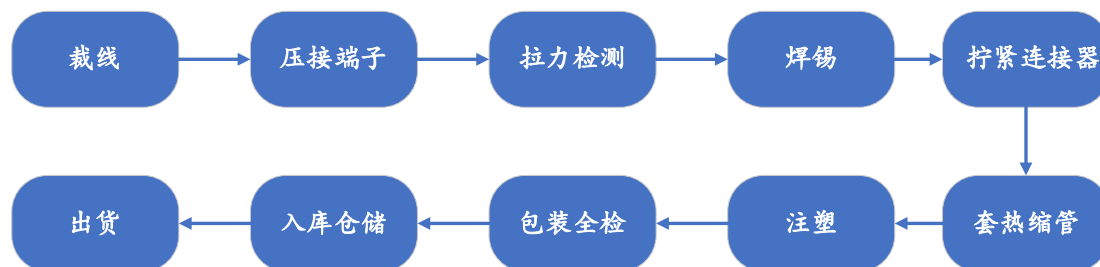 裁线
压接端子
拉力检测
焊锡
拧紧连接器
套热缩管
注塑
包装全检
入库仓储
出货